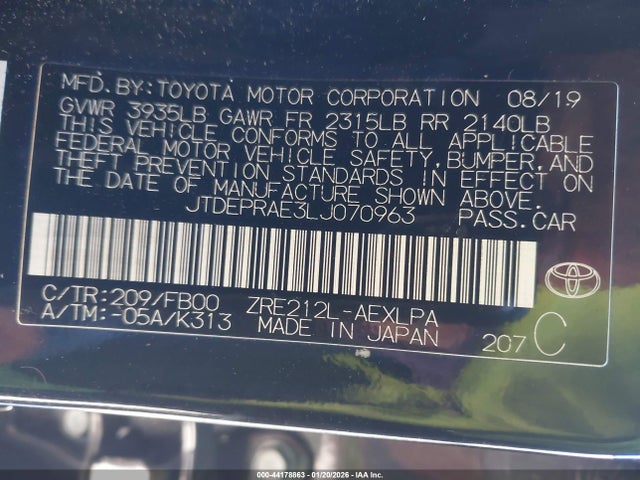 MFD. BY: TOYOTA MOTOR CORPORATION 08/19
GVWR 3935LB GAWR FR 2315LB RR 2140LB
THIS VEHICLE CONFORMS TO ALL APPLICABLE
FEDERAL MOTOR VEHICLE SAFETY, BUMPER, AND
THEFT PREVENTION STANDARDS IN EFFECT ON
THE DATE OF MANUFACTURE SHOWN ABOVE.
JTDEPRAE3LJ070963 PASS. CAR
C/TR: 209/FB00 ZRE212L-AEXLPA
A/TM: -05A/K313 MADE IN JAPAN 207 C
000-44178863 - 01/20/2026 - IAA Inc.